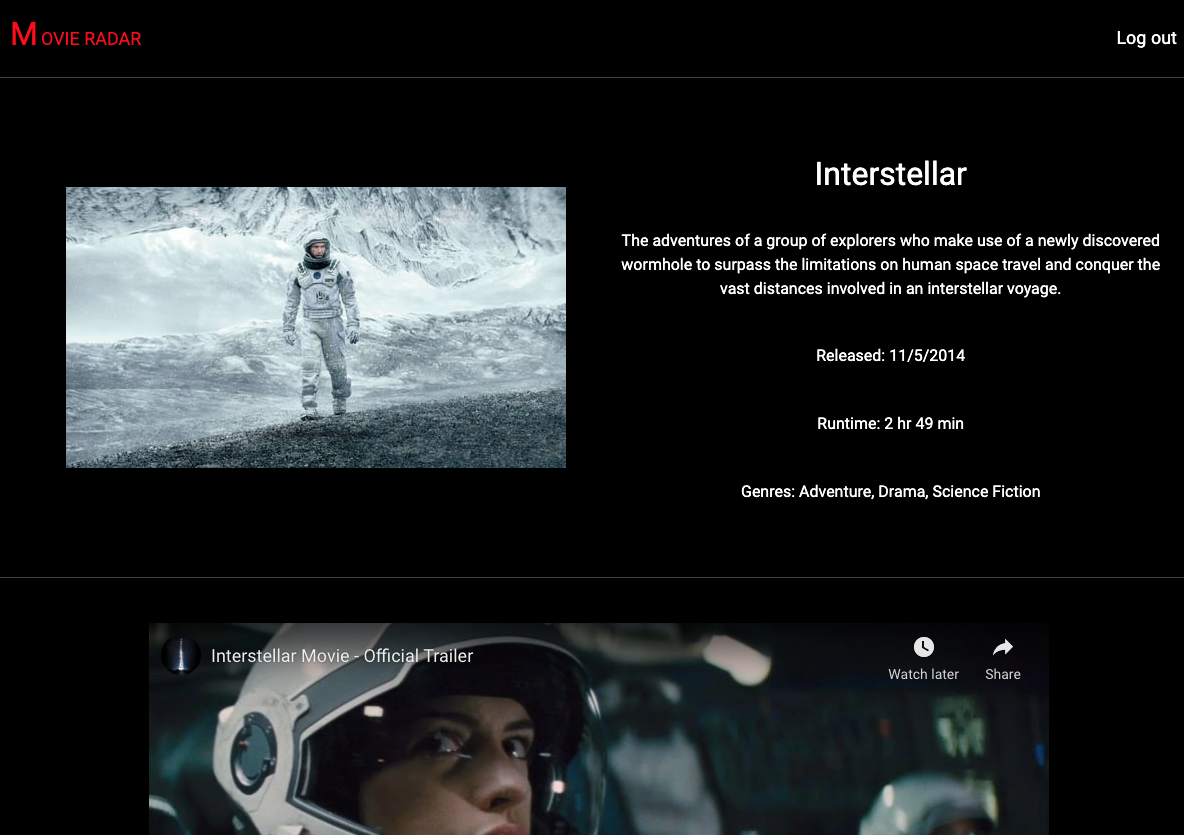 MOVIE RADAR
Log out
Interstellar
The adventures of a group of explorers who make use of a newly discovered
wormhole to surpass the limitations on human space travel and conquer the
vast distances involved in an interstellar voyage.
Released: 11/5/2014
Runtime: 2 hr 49 min
Genres: Adventure, Drama, Science Fiction
Interstellar Movie - Official Trailer
Watch later
Share